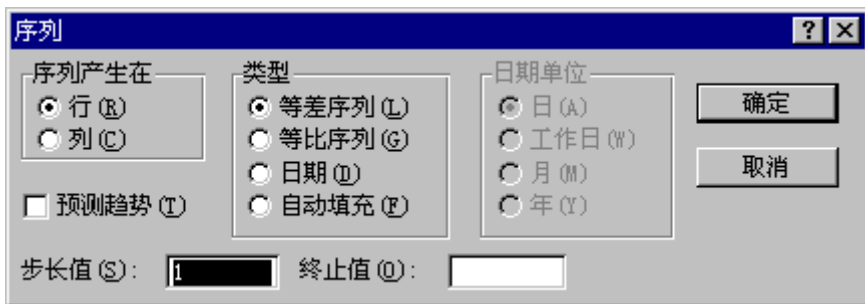 序列
序列产生在
行(R)
列(C)
预测趋势(T)
类型
等差序列(L)
等比序列(G)
日期(D)
自动填充(F)
日期单位
日(A)
工作日(W)
月(M)
年(Y)
确定
取消
步长值(S): 1
终止值(O):